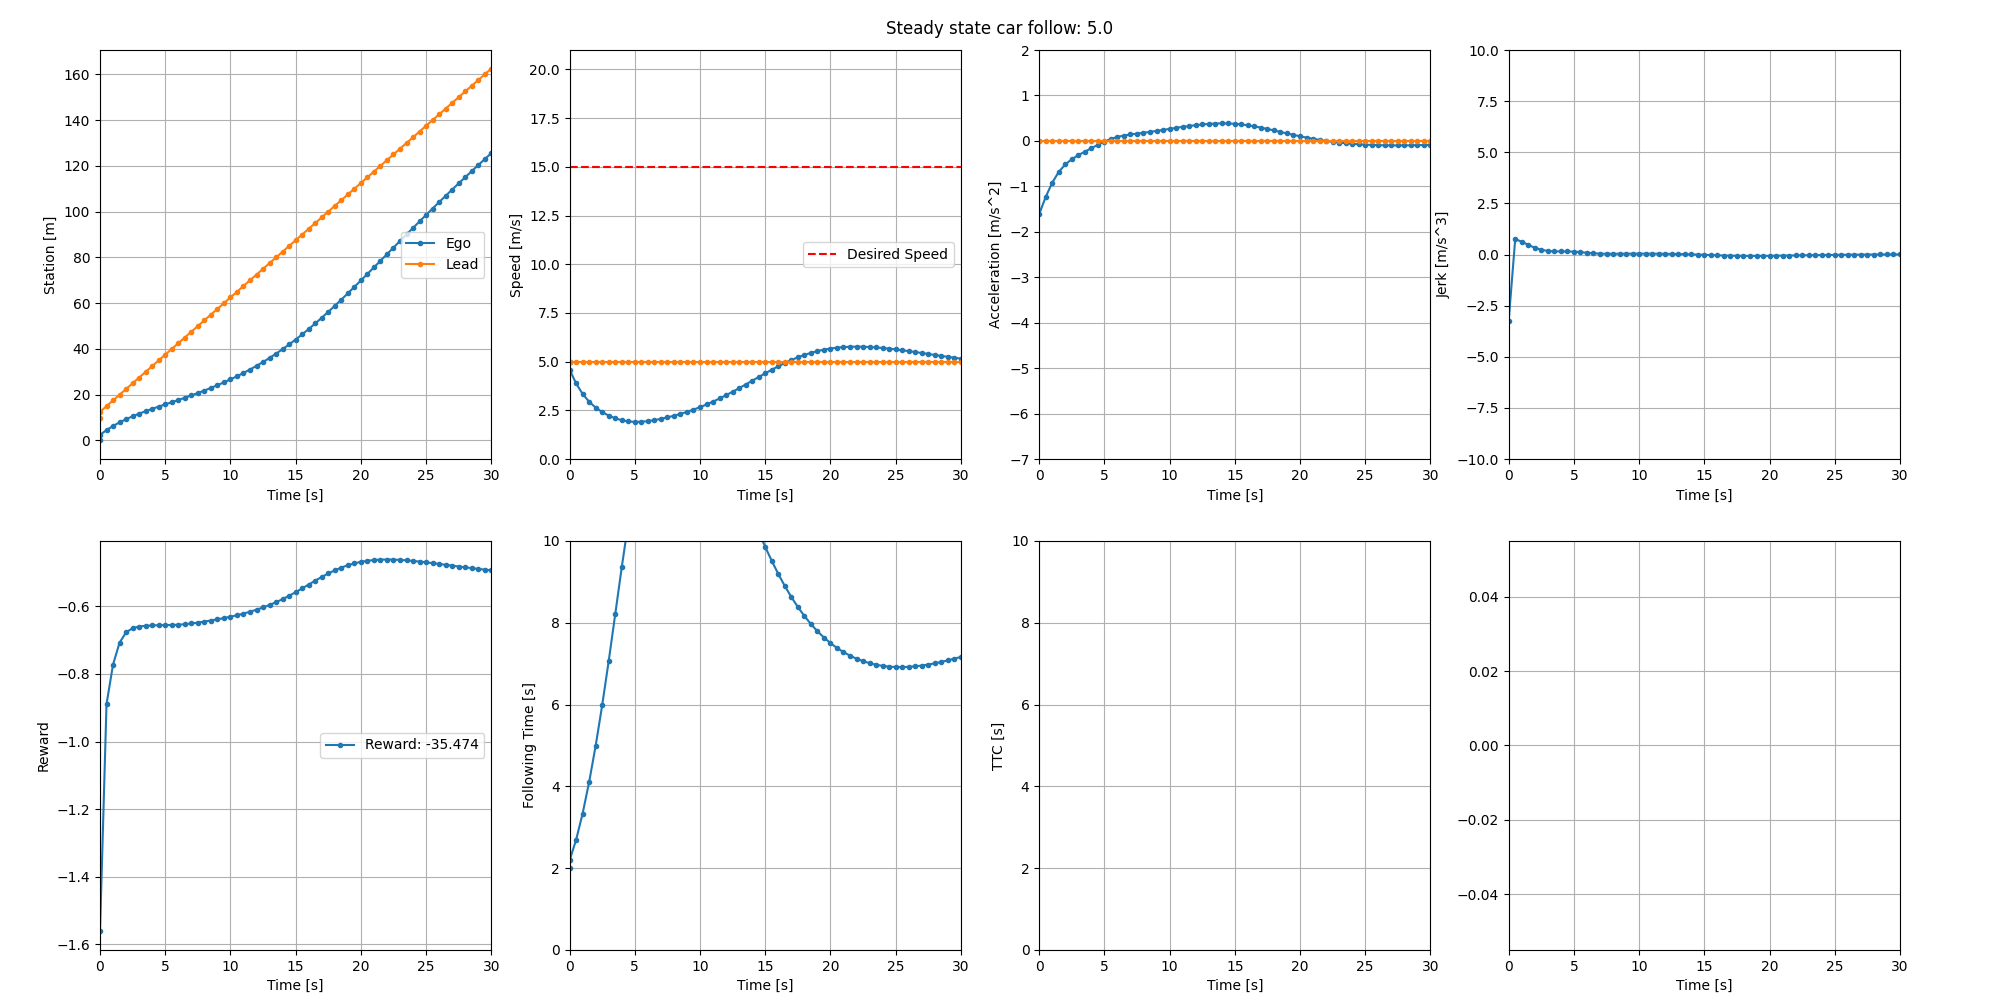 Steady state car follow: 5.0
160
140
120
100
80
60
40
20
0
Station [m]
Ego
Lead
0 5 10 15 20 25 30
Time [s]
20.0
17.5
15.0
12.5
10.0
7.5
5.0
2.5
0.0
Speed [m/s]
Desired Speed
0 5 10 15 20 25 30
Time [s]
2
1
0
−1
−2
−3
−4
−5
−6
−7
Acceleration [m/s^2]
0 5 10 15 20 25 30
Time [s]
10.0
7.5
5.0
2.5
0.0
−2.5
−5.0
−7.5
−10.0
Jerk [m/s^3]
0 5 10 15 20 25 30
Time [s]
−0.6
−0.8
−1.0
−1.2
−1.4
−1.6
Reward
Reward: -35.474
0 5 10 15 20 25 30
Time [s]
10
8
6
4
2
0
Following Time [s]
0 5 10 15 20 25 30
Time [s]
10
8
6
4
2
0
TTC [s]
0 5 10 15 20 25 30
Time [s]
0.04
0.02
0.00
−0.02
−0.04
0 5 10 15 20 25 30
Time [s]